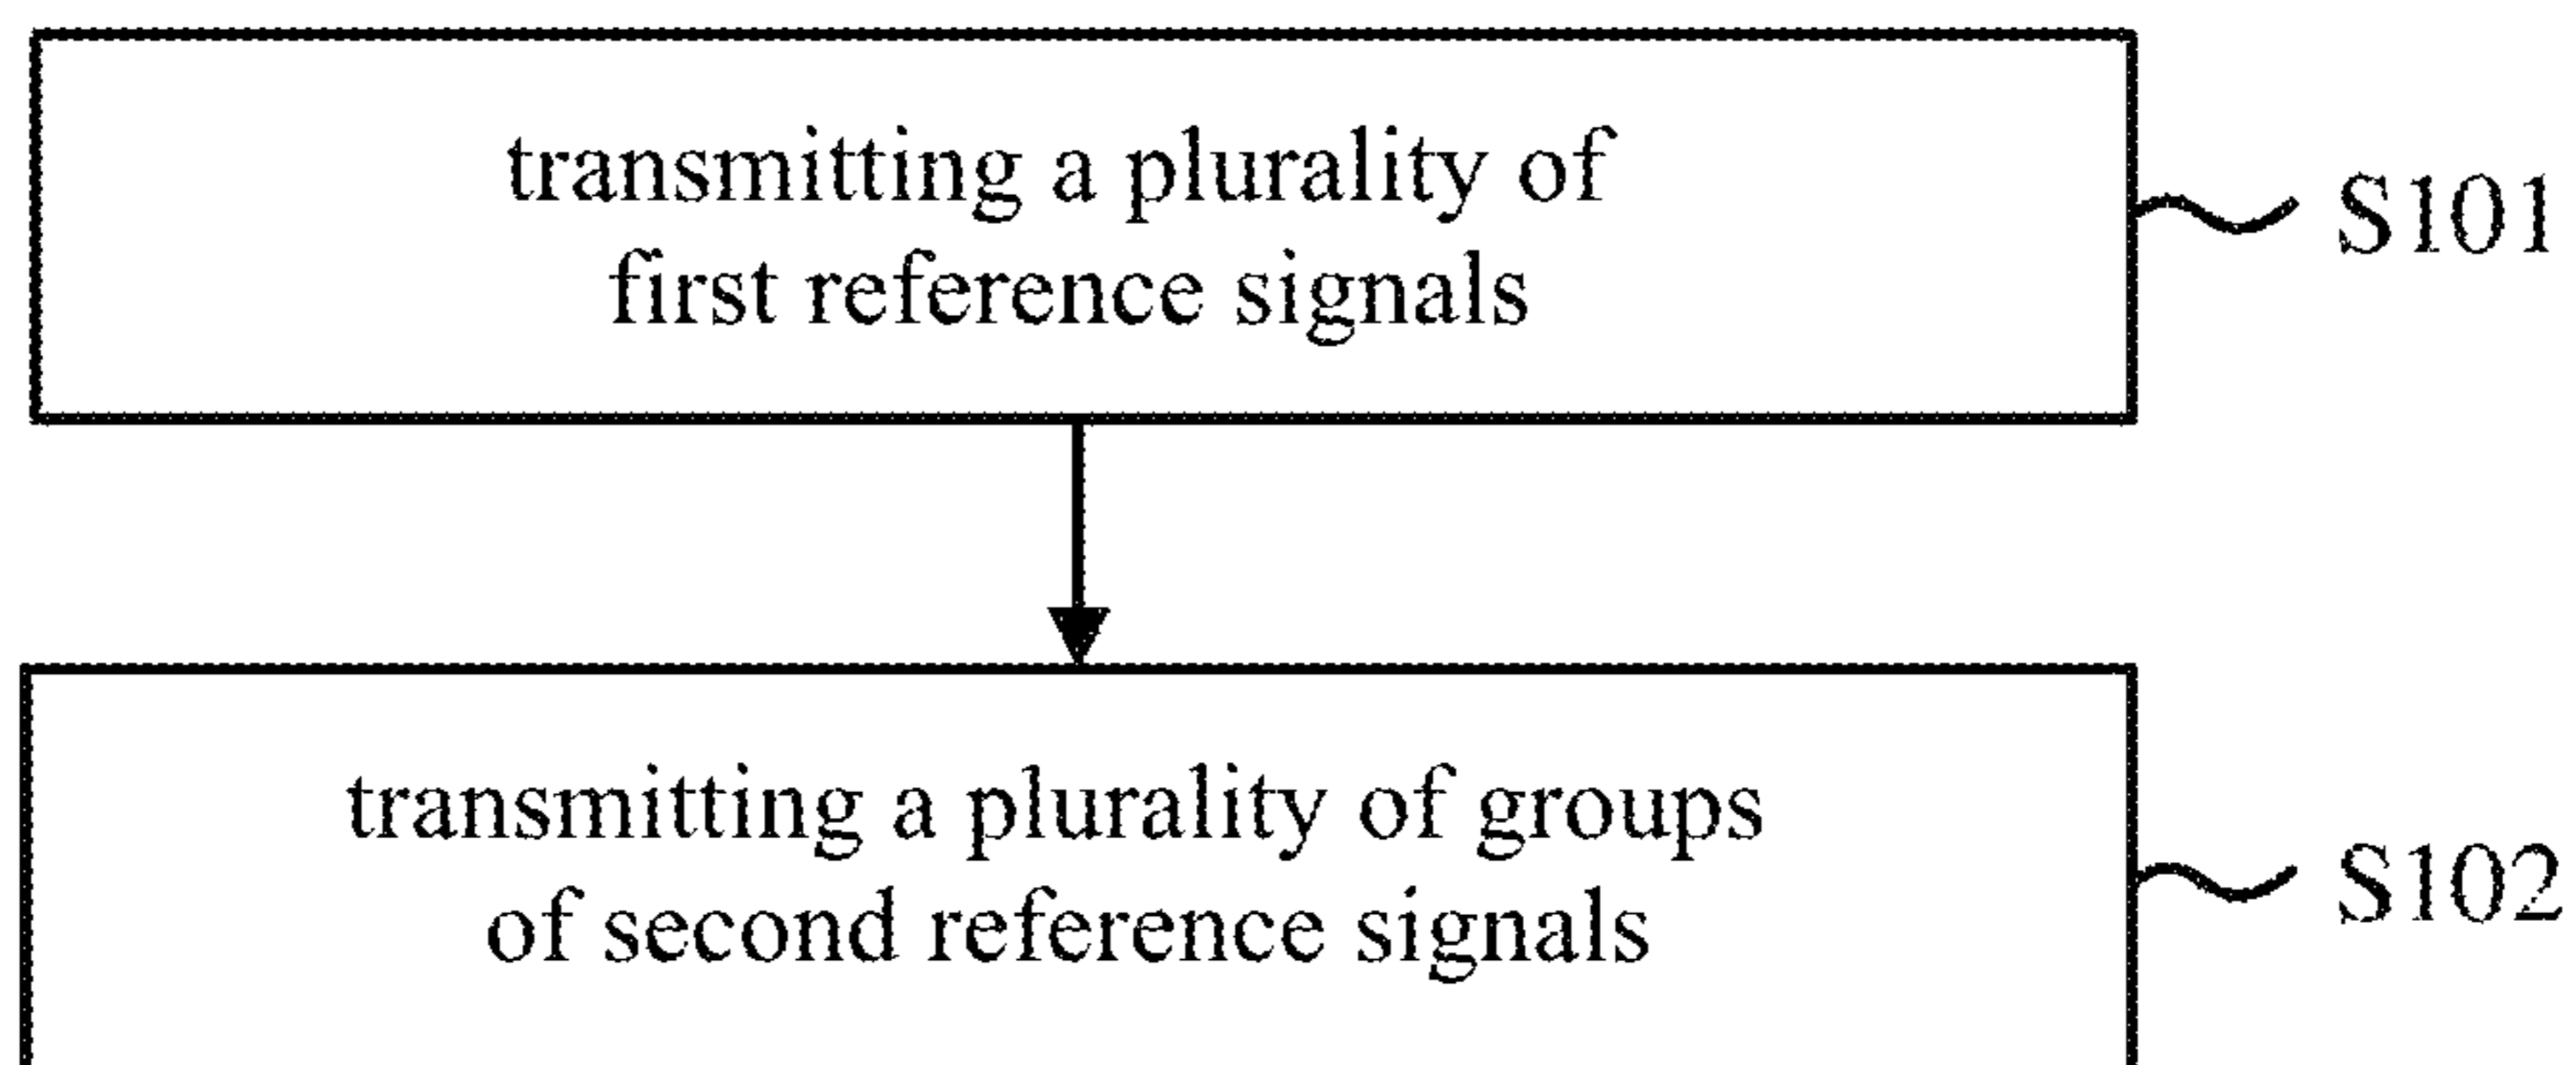 transmitting a plurality of
first reference signals
S101
transmitting a plurality of groups
of second reference signals
S102